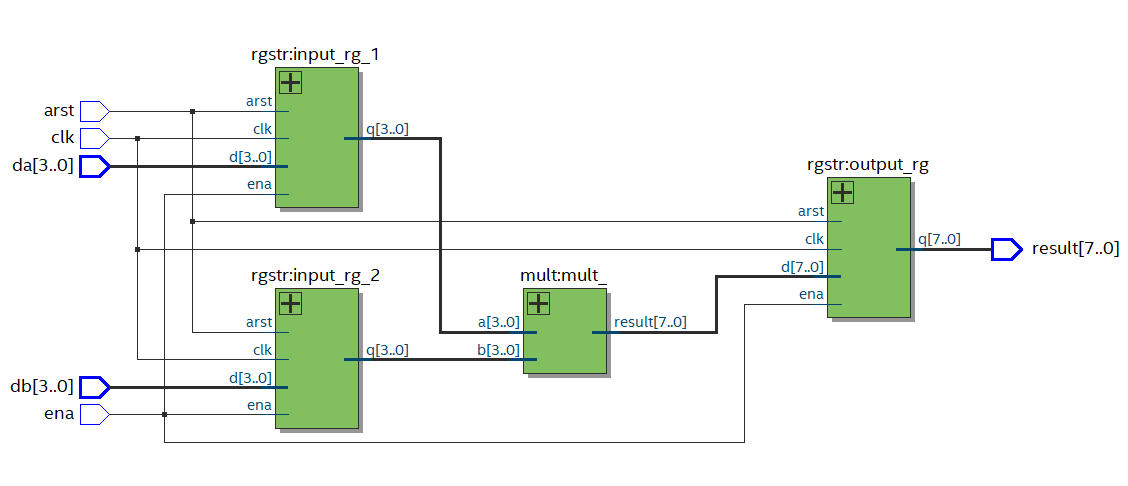 rgstr:input_rg_1
arst
clk
da[3..0]
arst
clk
d[3..0]
ena
q[3..0]
rgstr:input_rg_2
db[3..0]
ena
arst
clk
d[3..0]
ena
q[3..0]
mult:mult_
a[3..0]
b[3..0]
result[7..0]
rgstr:output_rg
arst
clk
d[7..0]
ena
q[7..0]
result[7..0]